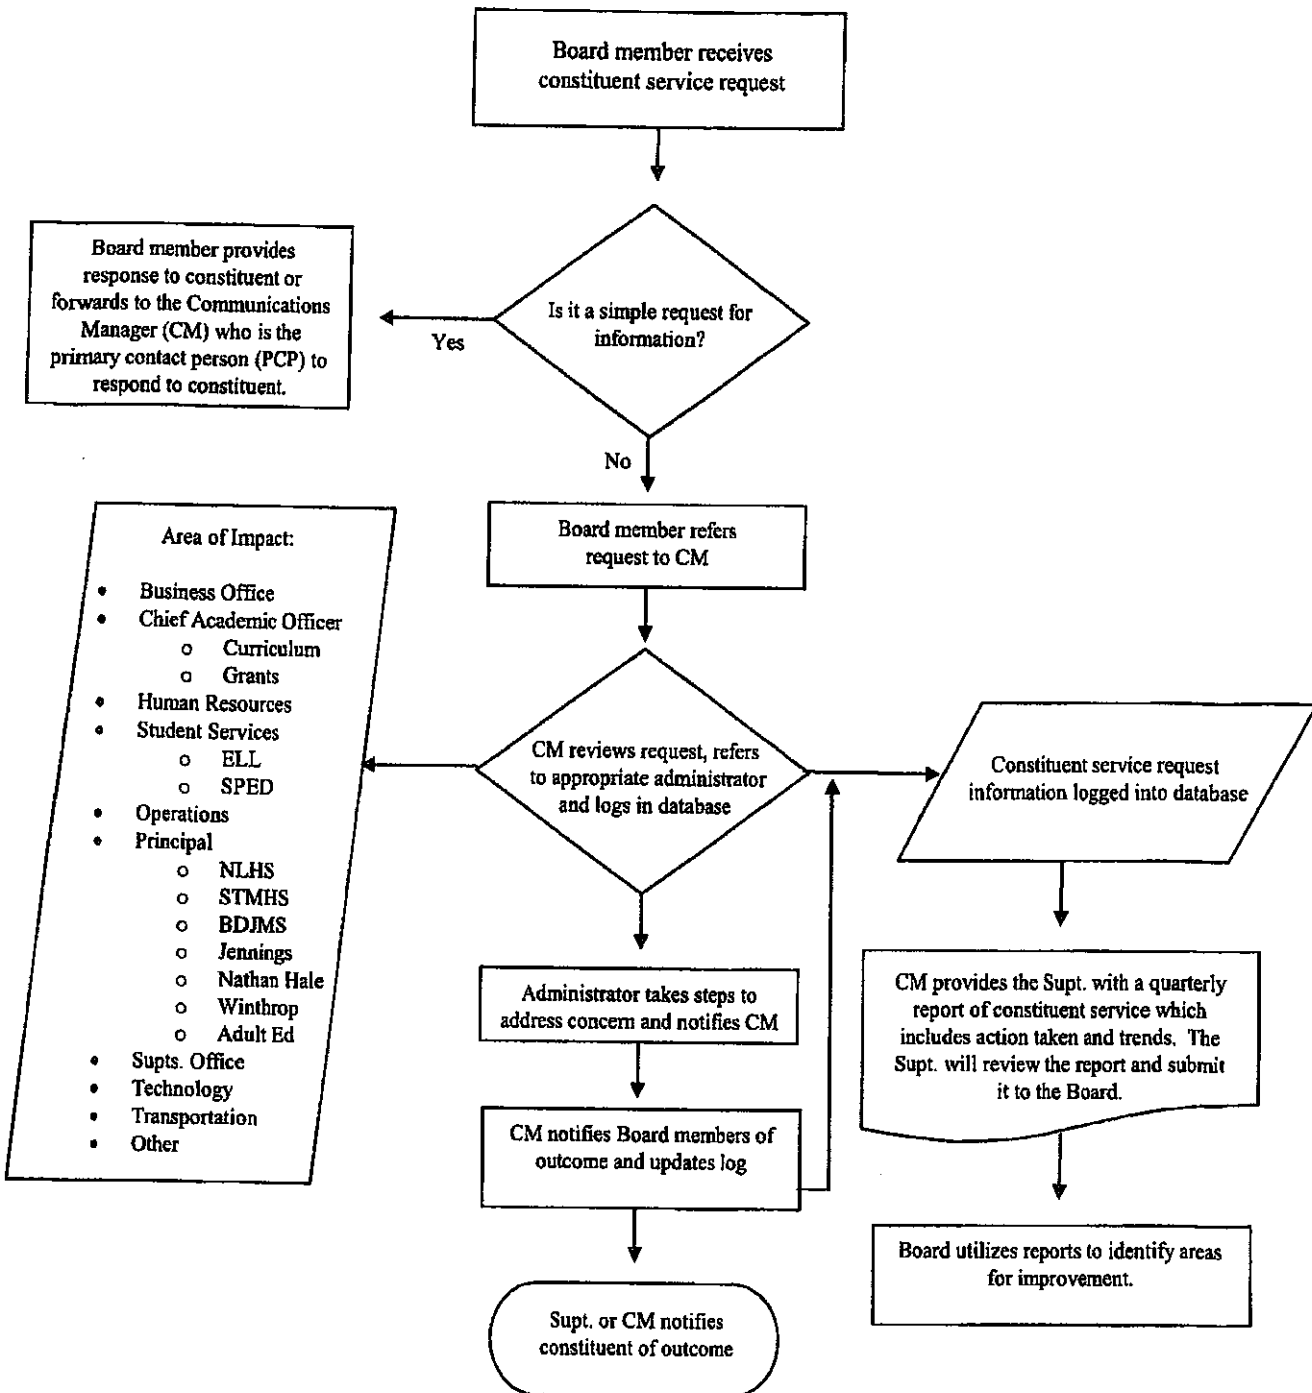 Board member receives
constituent service request
Board member provides
response to constituent or
forwards to the Communications
Manager (CM) who is the
primary contact person (PCP) to
respond to constituent.
Yes
Is it a simple request for
information?
No
Board member refers
request to CM
Area of Impact:
• Business Office
• Chief Academic Officer
o Curriculum
o Grants
• Human Resources
• Student Services
o ELL
o SPED
• Operations
• Principal
o NLHS
o STMHS
o BDJMS
o Jennings
o Nathan Hale
o Winthrop
o Adult Ed
• Supts. Office
• Technology
• Transportation
• Other
CM reviews request, refers
to appropriate administrator
and logs in database
Constituent service request
information logged into database
Administrator takes steps to
address concern and notifies CM
CM provides the Supt. with a quarterly
report of constituent service which
includes action taken and trends. The
Supt. will review the report and submit
it to the Board.
CM notifies Board members of
outcome and updates log
Board utilizes reports to identify areas
for improvement.
Supt. or CM notifies
constituent of outcome